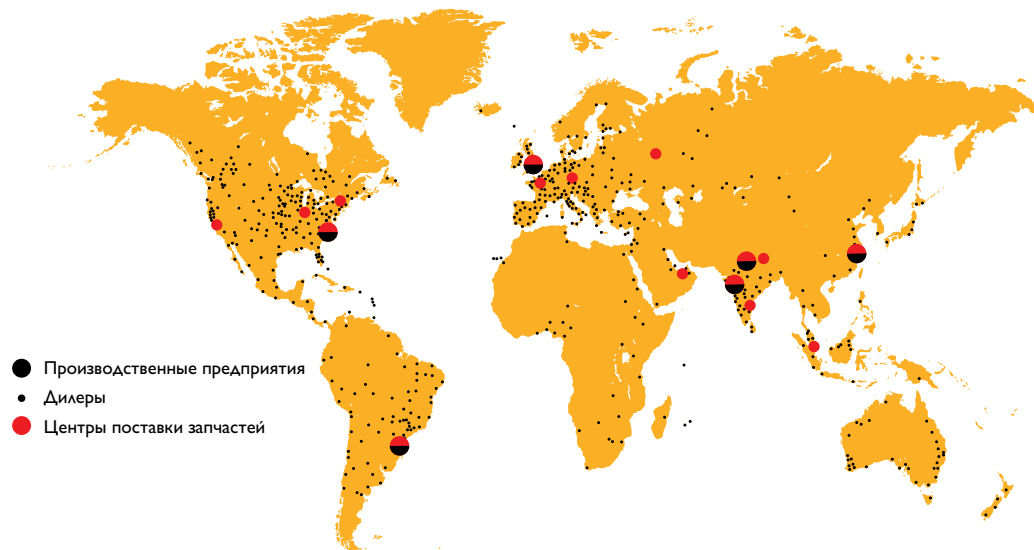 Производственные предприятия
Дилеры
Центры поставки запчастей